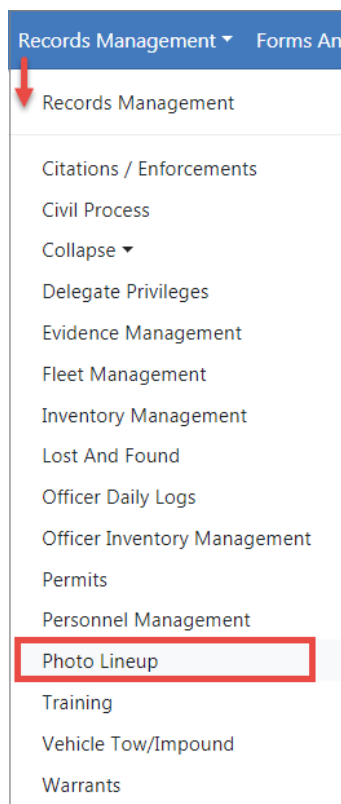 Records Management Forms An
Records Management
Citations / Enforcements
Civil Process
Collapse
Delegate Privileges
Evidence Management
Fleet Management
Inventory Management
Lost And Found
Officer Daily Logs
Officer Inventory Management
Permits
Personnel Management
Photo Lineup
Training
Vehicle Tow/Impound
Warrants